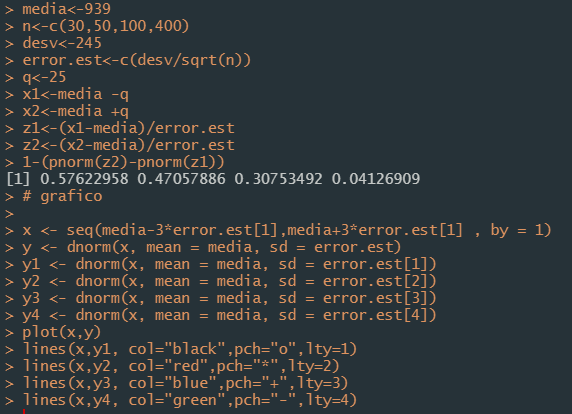 > media<-939
> n<-c(30,50,100,400)
> desv<-245
> error.est<-c(desv/sqrt(n))
> q<-25
> x1<-media -q
> x2<-media +q
> z1<-(x1-media)/error.est
> z2<-(x2-media)/error.est
> 1-(pnorm(z2)-pnorm(z1))
[1] 0.57622958 0.47057886 0.30753492 0.04126909
> # grafico
>
> x <- seq(media-3*error.est[1],media+3*error.est[1] , by = 1)
> y <- dnorm(x, mean = media, sd = error.est)
> y1 <- dnorm(x, mean = media, sd = error.est[1])
> y2 <- dnorm(x, mean = media, sd = error.est[2])
> y3 <- dnorm(x, mean = media, sd = error.est[3])
> y4 <- dnorm(x, mean = media, sd = error.est[4])
> plot(x,y)
> lines(x,y1, col="black",pch="o",lty=1)
> lines(x,y2, col="red",pch="*",lty=2)
> lines(x,y3, col="blue",pch="+",lty=3)
> lines(x,y4, col="green",pch="-",lty=4)